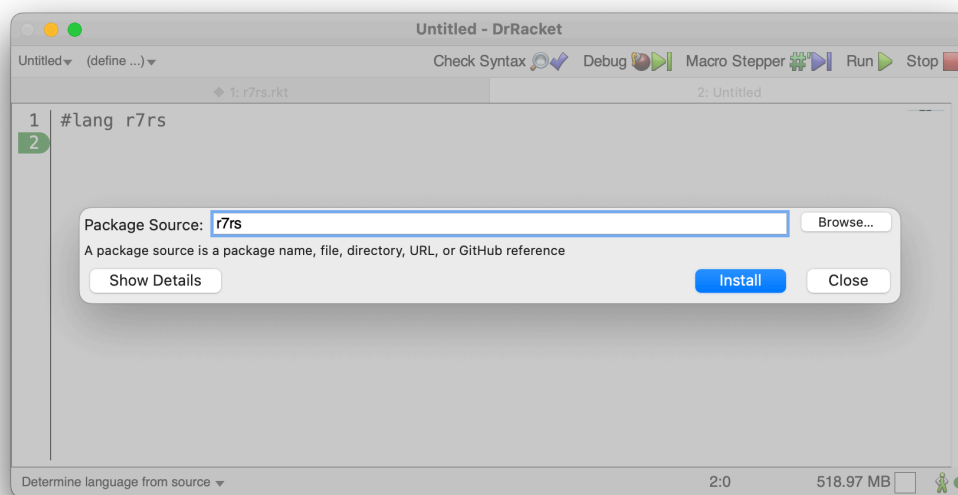 Untitled - DrRacket
Untitled (define ...) Check Syntax Debug Macro Stepper Run Stop
1: r7rs.rkt 2: Untitled
1 #lang r7rs
2
Package Source: r7rs Browse...
A package source is a package name, file, directory, URL, or GitHub reference
Show Details Install Close
Determine language from source 2:0 518.97 MB